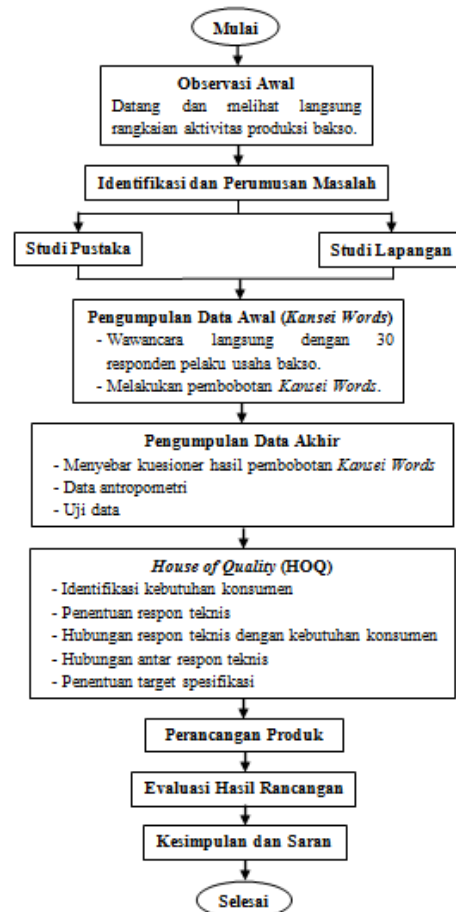 Mulai
Observasi Awal
Datang dan melihat langsung
rangkaian aktivitas produksi bakso.
Identifikasi dan Perumusan Masalah
Studi Pustaka
Studi Lapangan
Pengumpulan Data Awal (Kansei Words)
- Wawancara langsung dengan 30
responden pelaku usaha bakso.
- Melakukan pembobotan Kansei Words.
Pengumpulan Data Akhir
- Menyebar kuesioner hasil pembobotan Kansei Words
- Data antropometri
- Uji data
House of Quality (HOQ)
- Identifikasi kebutuhan konsumen
- Penentuan respon teknis
- Hubungan respon teknis dengan kebutuhan konsumen
- Hubungan antar respon teknis
- Penentuan target spesifikasi
Perancangan Produk
Evaluasi Hasil Rancangan
Kesimpulan dan Saran
Selesai